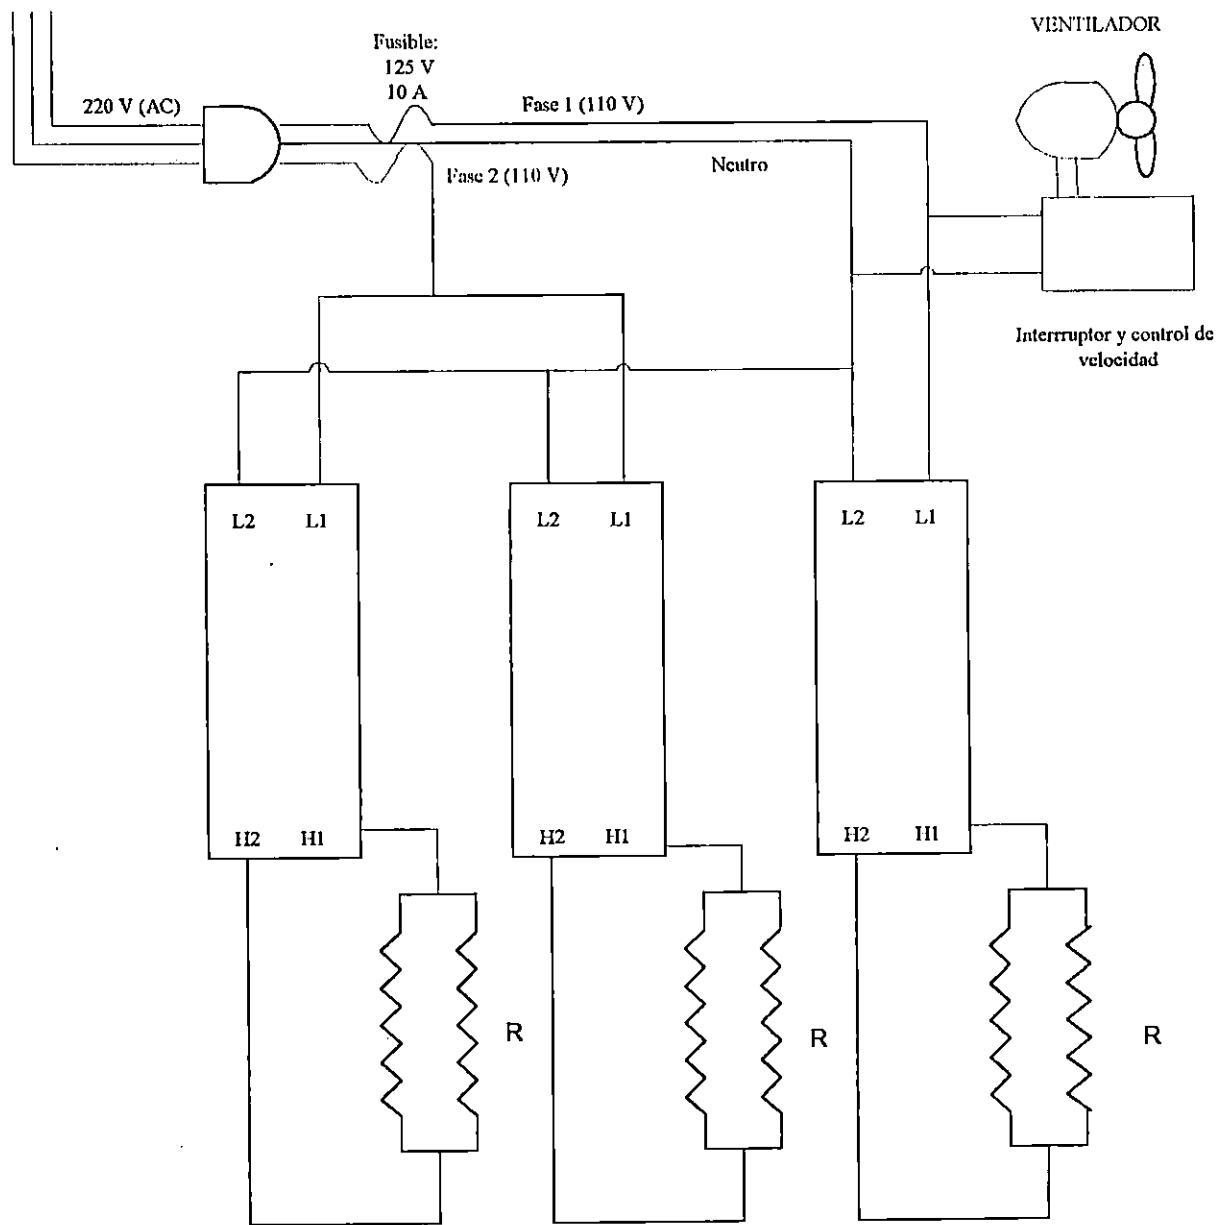 VENTILADOR
Fusible:
125 V
10 A
220 V (AC)
Fase 1 (110 V)
Neutro
Fase 2 (110 V)
Interrruptor y control de
velocidad
L2 L1
L2 L1
L2 L1
H2 H1
H2 H1
H2 H1
R
R
R